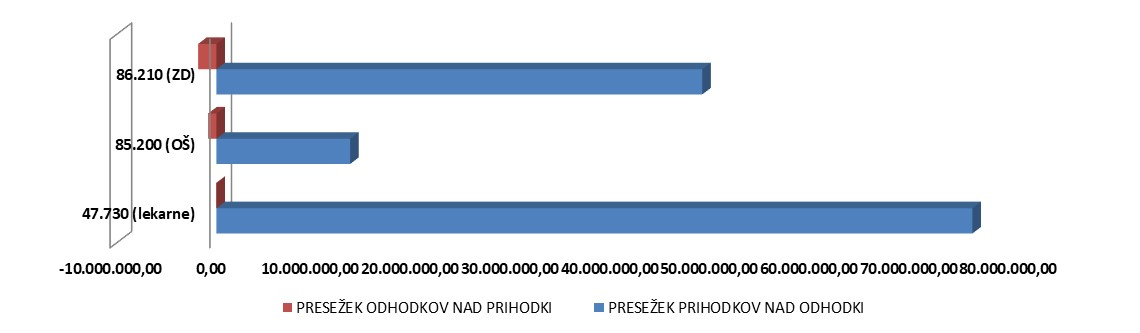 86.210 (ZD)
85.200 (OŠ)
47.730 (lekarne)
-10.000.000,00 0,00 10.000.000,00 20.000.000,00 30.000.000,00 40.000.000,00 50.000.000,00 60.000.000,00 70.000.000,00 80.000.000,00
PRESEŽEK ODHODKOV NAD PRIHODKI PRESEŽEK PRIHODKOV NAD ODHODKI